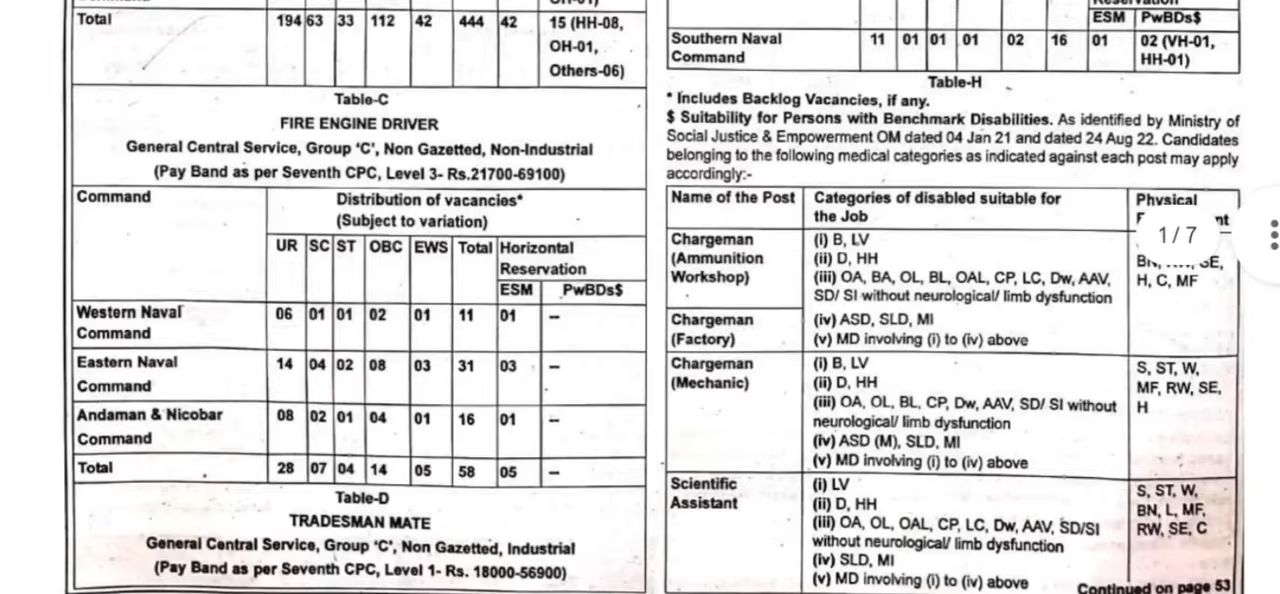 Total 194 63 33 112 42 444 42 15 (HH-08,
OH-01,
Others-06)
Table-C
FIRE ENGINE DRIVER
General Central Service, Group 'C', Non Gazetted, Non-Industrial
(Pay Band as per Seventh CPC, Level 3- Rs.21700-69100)
Command Distribution of vacancies*
(Subject to variation)
UR SC ST OBC EWS Total Horizontal
Reservation
ESM PwBDs$
Western Naval 06 01 01 02 01 11 01 –
Command
Eastern Naval 14 04 02 08 03 31 03 –
Command
Andaman & Nicobar 08 02 01 04 01 16 01 –
Command
Total 28 07 04 14 05 58 05 –
Table-D
TRADESMAN MATE
General Central Service, Group 'C', Non Gazetted, Industrial
(Pay Band as per Seventh CPC, Level 1- Rs. 18000-56900)
ESM PwBDs$
Southern Naval 11 01 01 01 02 16 01 02 (VH-01,
Command HH-01)
Table-H
* Includes Backlog Vacancies, if any.
$ Suitability for Persons with Benchmark Disabilities. As identified by Ministry of
Social Justice & Empowerment OM dated 04 Jan 21 and dated 24 Aug 22. Candidates
belonging to the following medical categories as indicated against each post may apply
accordingly:-
Name of the Post Categories of disabled suitable for Physical
the Job
1/7
Chargeman (i) B, LV
(Ammunition (ii) D, HH SE,
Workshop) (iii) OA, BA, OL, BL, OAL, CP, LC, Dw, AAV, H, C, MF
SD/ SI without neurological/ limb dysfunction
Chargeman (iv) ASD, SLD, MI
(Factory) (v) MD involving (i) to (iv) above
Chargeman (i) B, LV S, ST, W,
(Mechanic) (ii) D, HH MF, RW, SE,
(iii) OA, OL, BL, CP, Dw, AAV, SD/ SI without H
neurological/ limb dysfunction
(iv) ASD (M), SLD, MI
(v) MD involving (i) to (iv) above
Scientific (i) LV S, ST, W,
Assistant (ii) D, HH BN, L, MF,
(iii) OA, OL, OAL, CP, LC, Dw, AAV, SD/SI RW, SE, C
without neurological/ limb dysfunction
(iv) SLD, MI
(v) MD involving (i) to (iv) above
Continued on page 53